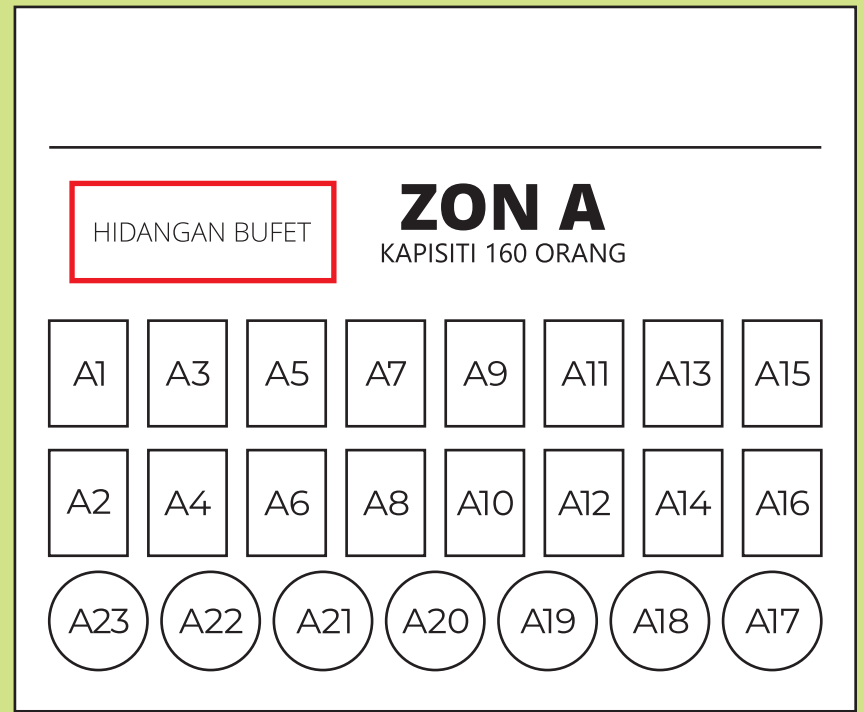 HIDANGAN BUFET
ZON A
KAPISITI 160 ORANG
A1 A3 A5 A7 A9 A11 A13 A15
A2 A4 A6 A8 A10 A12 A14 A16
A23 A22 A21 A20 A19 A18 A17